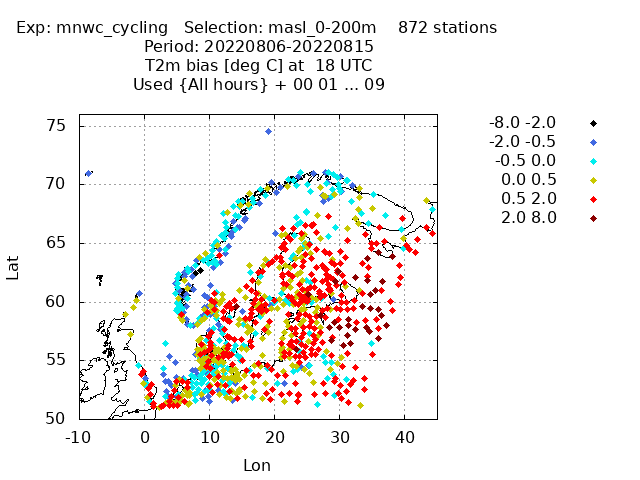 Exp: mnwc_cycling   Selection: masl_0-200m    872 stations
Period: 20220806-20220815
T2m bias [deg C] at  18 UTC
Used {All hours} + 00 01 ... 09
-8.0 -2.0
-2.0 -0.5
-0.5 0.0
0.0 0.5
0.5 2.0
2.0 8.0
75
70
65
60
55
50
Lat
-10 0 10 20 30 40
Lon